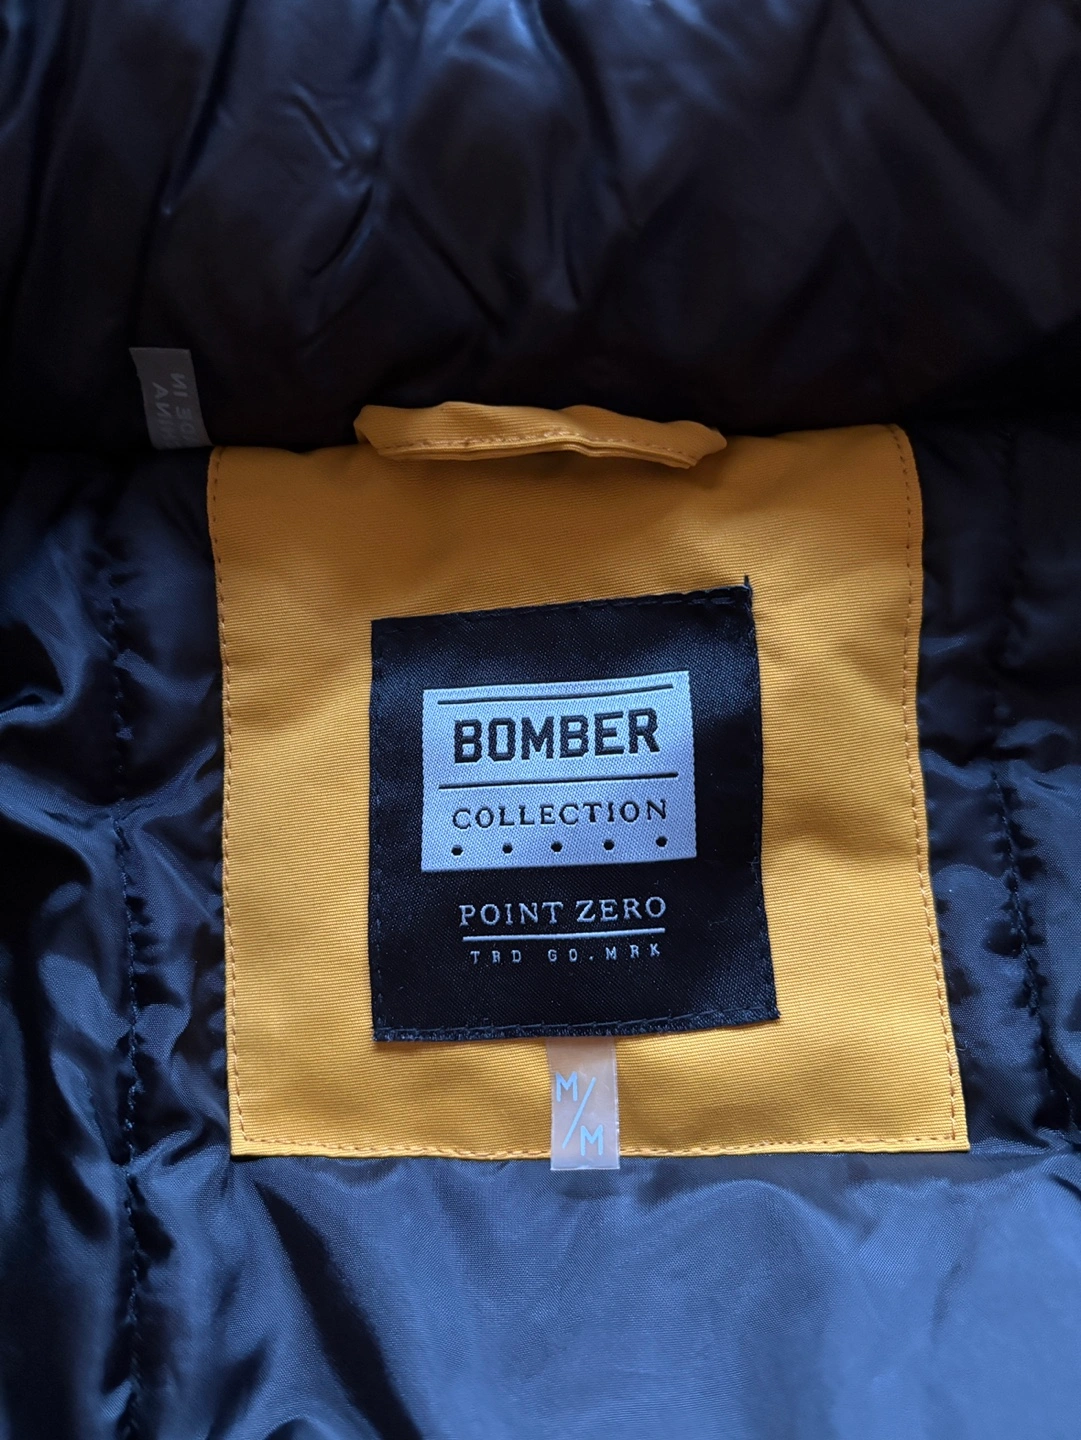 BOMBER
COLLECTION
POINT ZERO
TRD GO.MRK
M/M